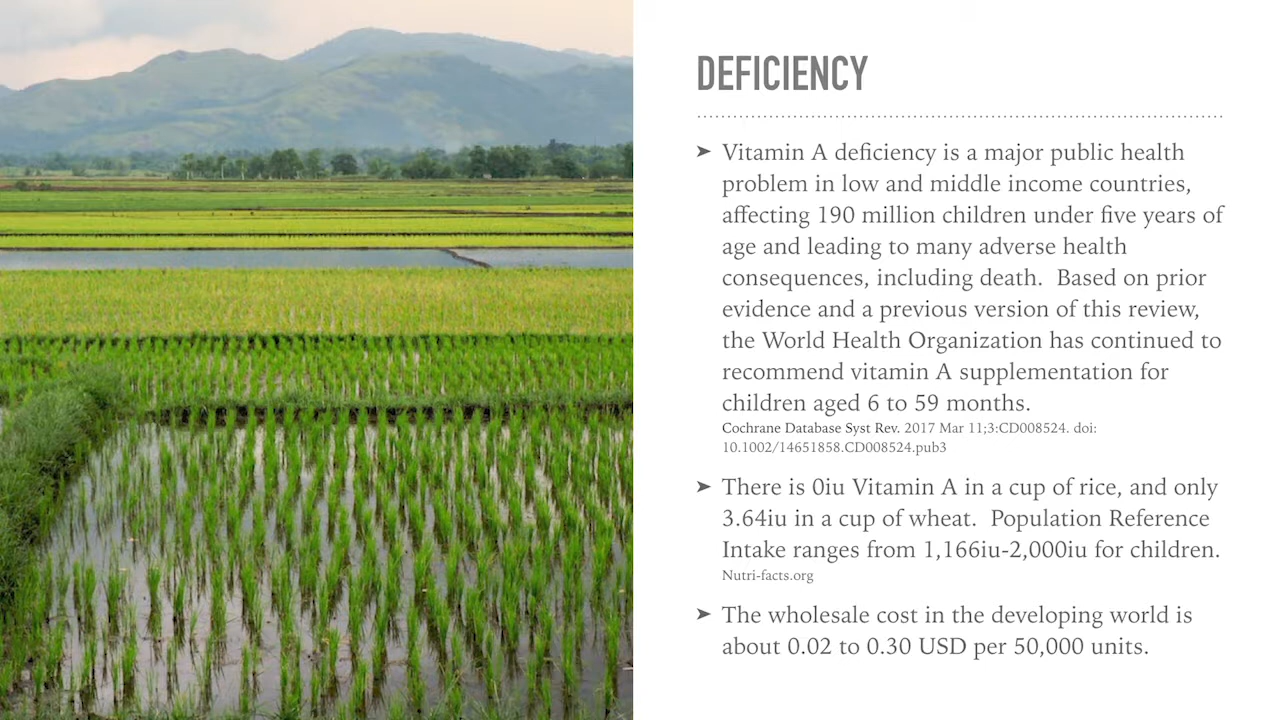 DEFICIENCY
➤ Vitamin A deficiency is a major public health
problem in low and middle income countries,
affecting 190 million children under five years of
age and leading to many adverse health
consequences, including death.  Based on prior
evidence and a previous version of this review,
the World Health Organization has continued to
recommend vitamin A supplementation for
children aged 6 to 59 months.
Cochrane Database Syst Rev. 2017 Mar 11;3:CD008524. doi:
10.1002/14651858.CD008524.pub3
➤ There is 0iu Vitamin A in a cup of rice, and only
3.64iu in a cup of wheat.  Population Reference
Intake ranges from 1,166iu-2,000iu for children.
Nutri-facts.org
➤ The wholesale cost in the developing world is
about 0.02 to 0.30 USD per 50,000 units.